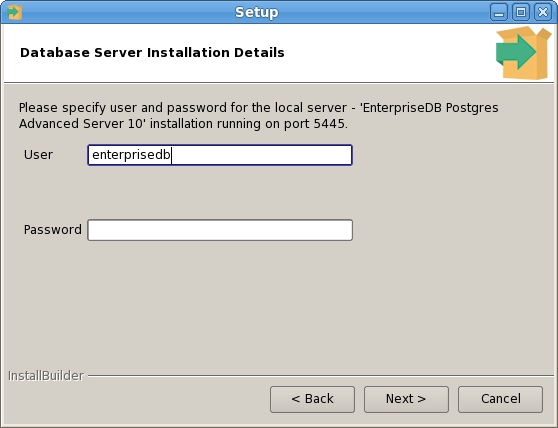 Setup
Database Server Installation Details
Please specify user and password for the local server - 'EnterpriseDB Postgres
Advanced Server 10' installation running on port 5445.
User enterprisedb
Password
InstallBuilder
< Back Next > Cancel